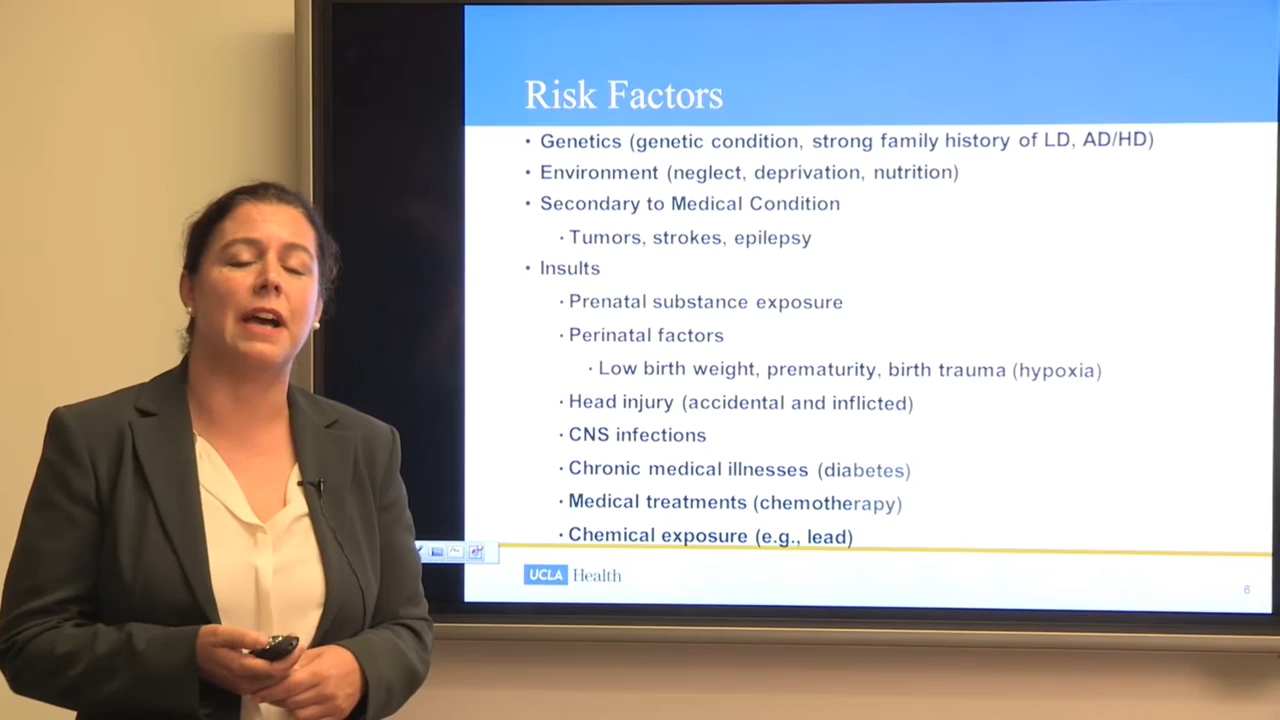 Risk Factors
• Genetics (genetic condition, strong family history of LD, AD/HD)
• Environment (neglect, deprivation, nutrition)
• Secondary to Medical Condition
• Tumors, strokes, epilepsy
• Insults
• Prenatal substance exposure
• Perinatal factors
• Low birth weight, prematurity, birth trauma (hypoxia)
• Head injury (accidental and inflicted)
• CNS infections
• Chronic medical illnesses (diabetes)
• Medical treatments (chemotherapy)
• Chemical exposure (e.g., lead)
UCLA Health
6